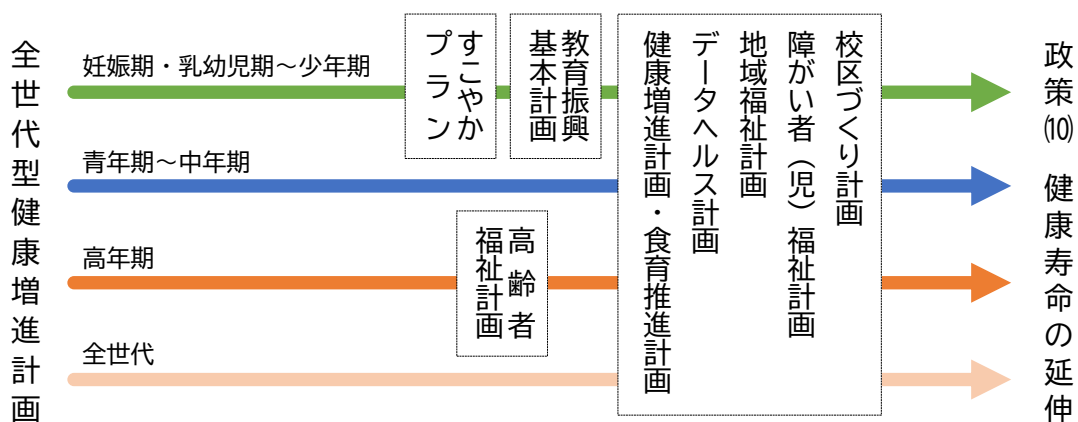 全世代型健康増進計画
妊娠期・乳幼児期～少年期
青年期～中年期
高年期
全世代
すこやか
プラン
教育振興
基本計画
高齢者
福祉計画
校区づくり計画
障がい者（児）福祉計画
地域福祉計画
データヘルス計画
健康増進計画・食育推進計画
政策⑽　健康寿命の延伸